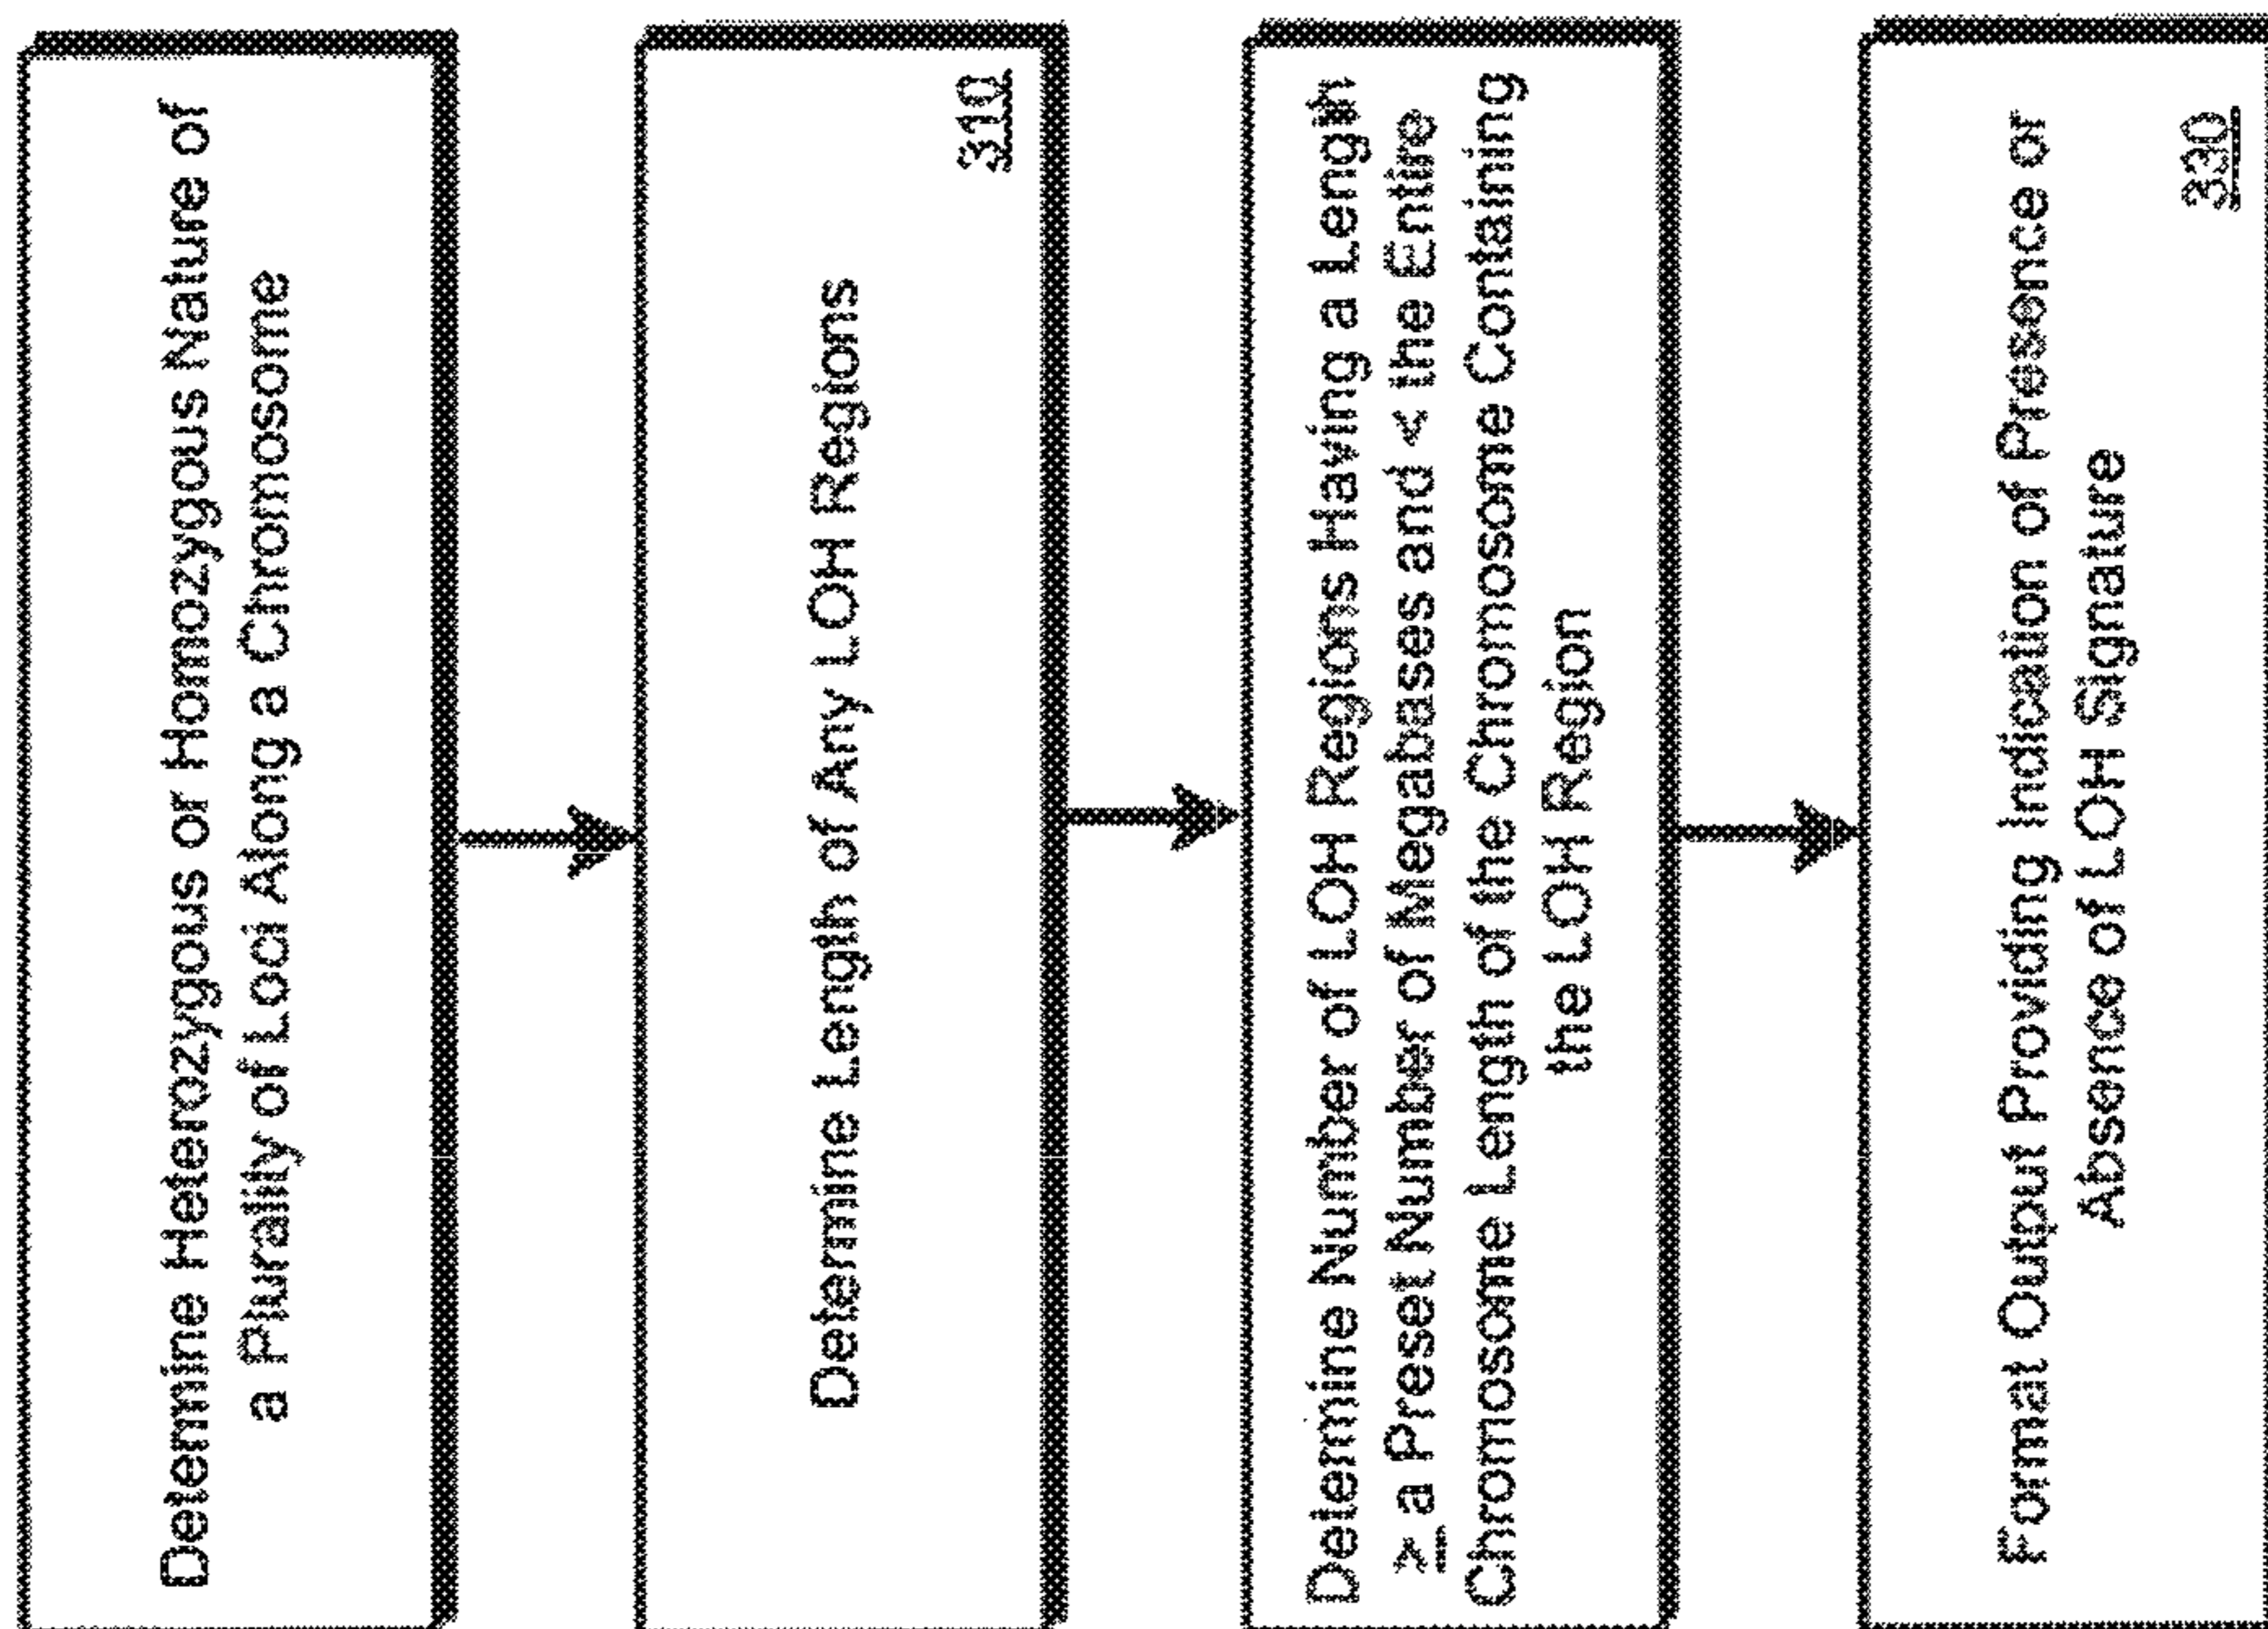 Determine Heterozygous or Homozygous Nature of
a Plurality of Loci Along a Chromosome
Determine Length of Any LOH Regions
310
Determine Number of LOH Regions Having a Length
≥ a Preset Number of Megabases and < the Entire
Chromosome Length of the Chromosome Containing
the LOH Region
Format Output Providing Indication of Presence or
Absence of LOH Signature
330